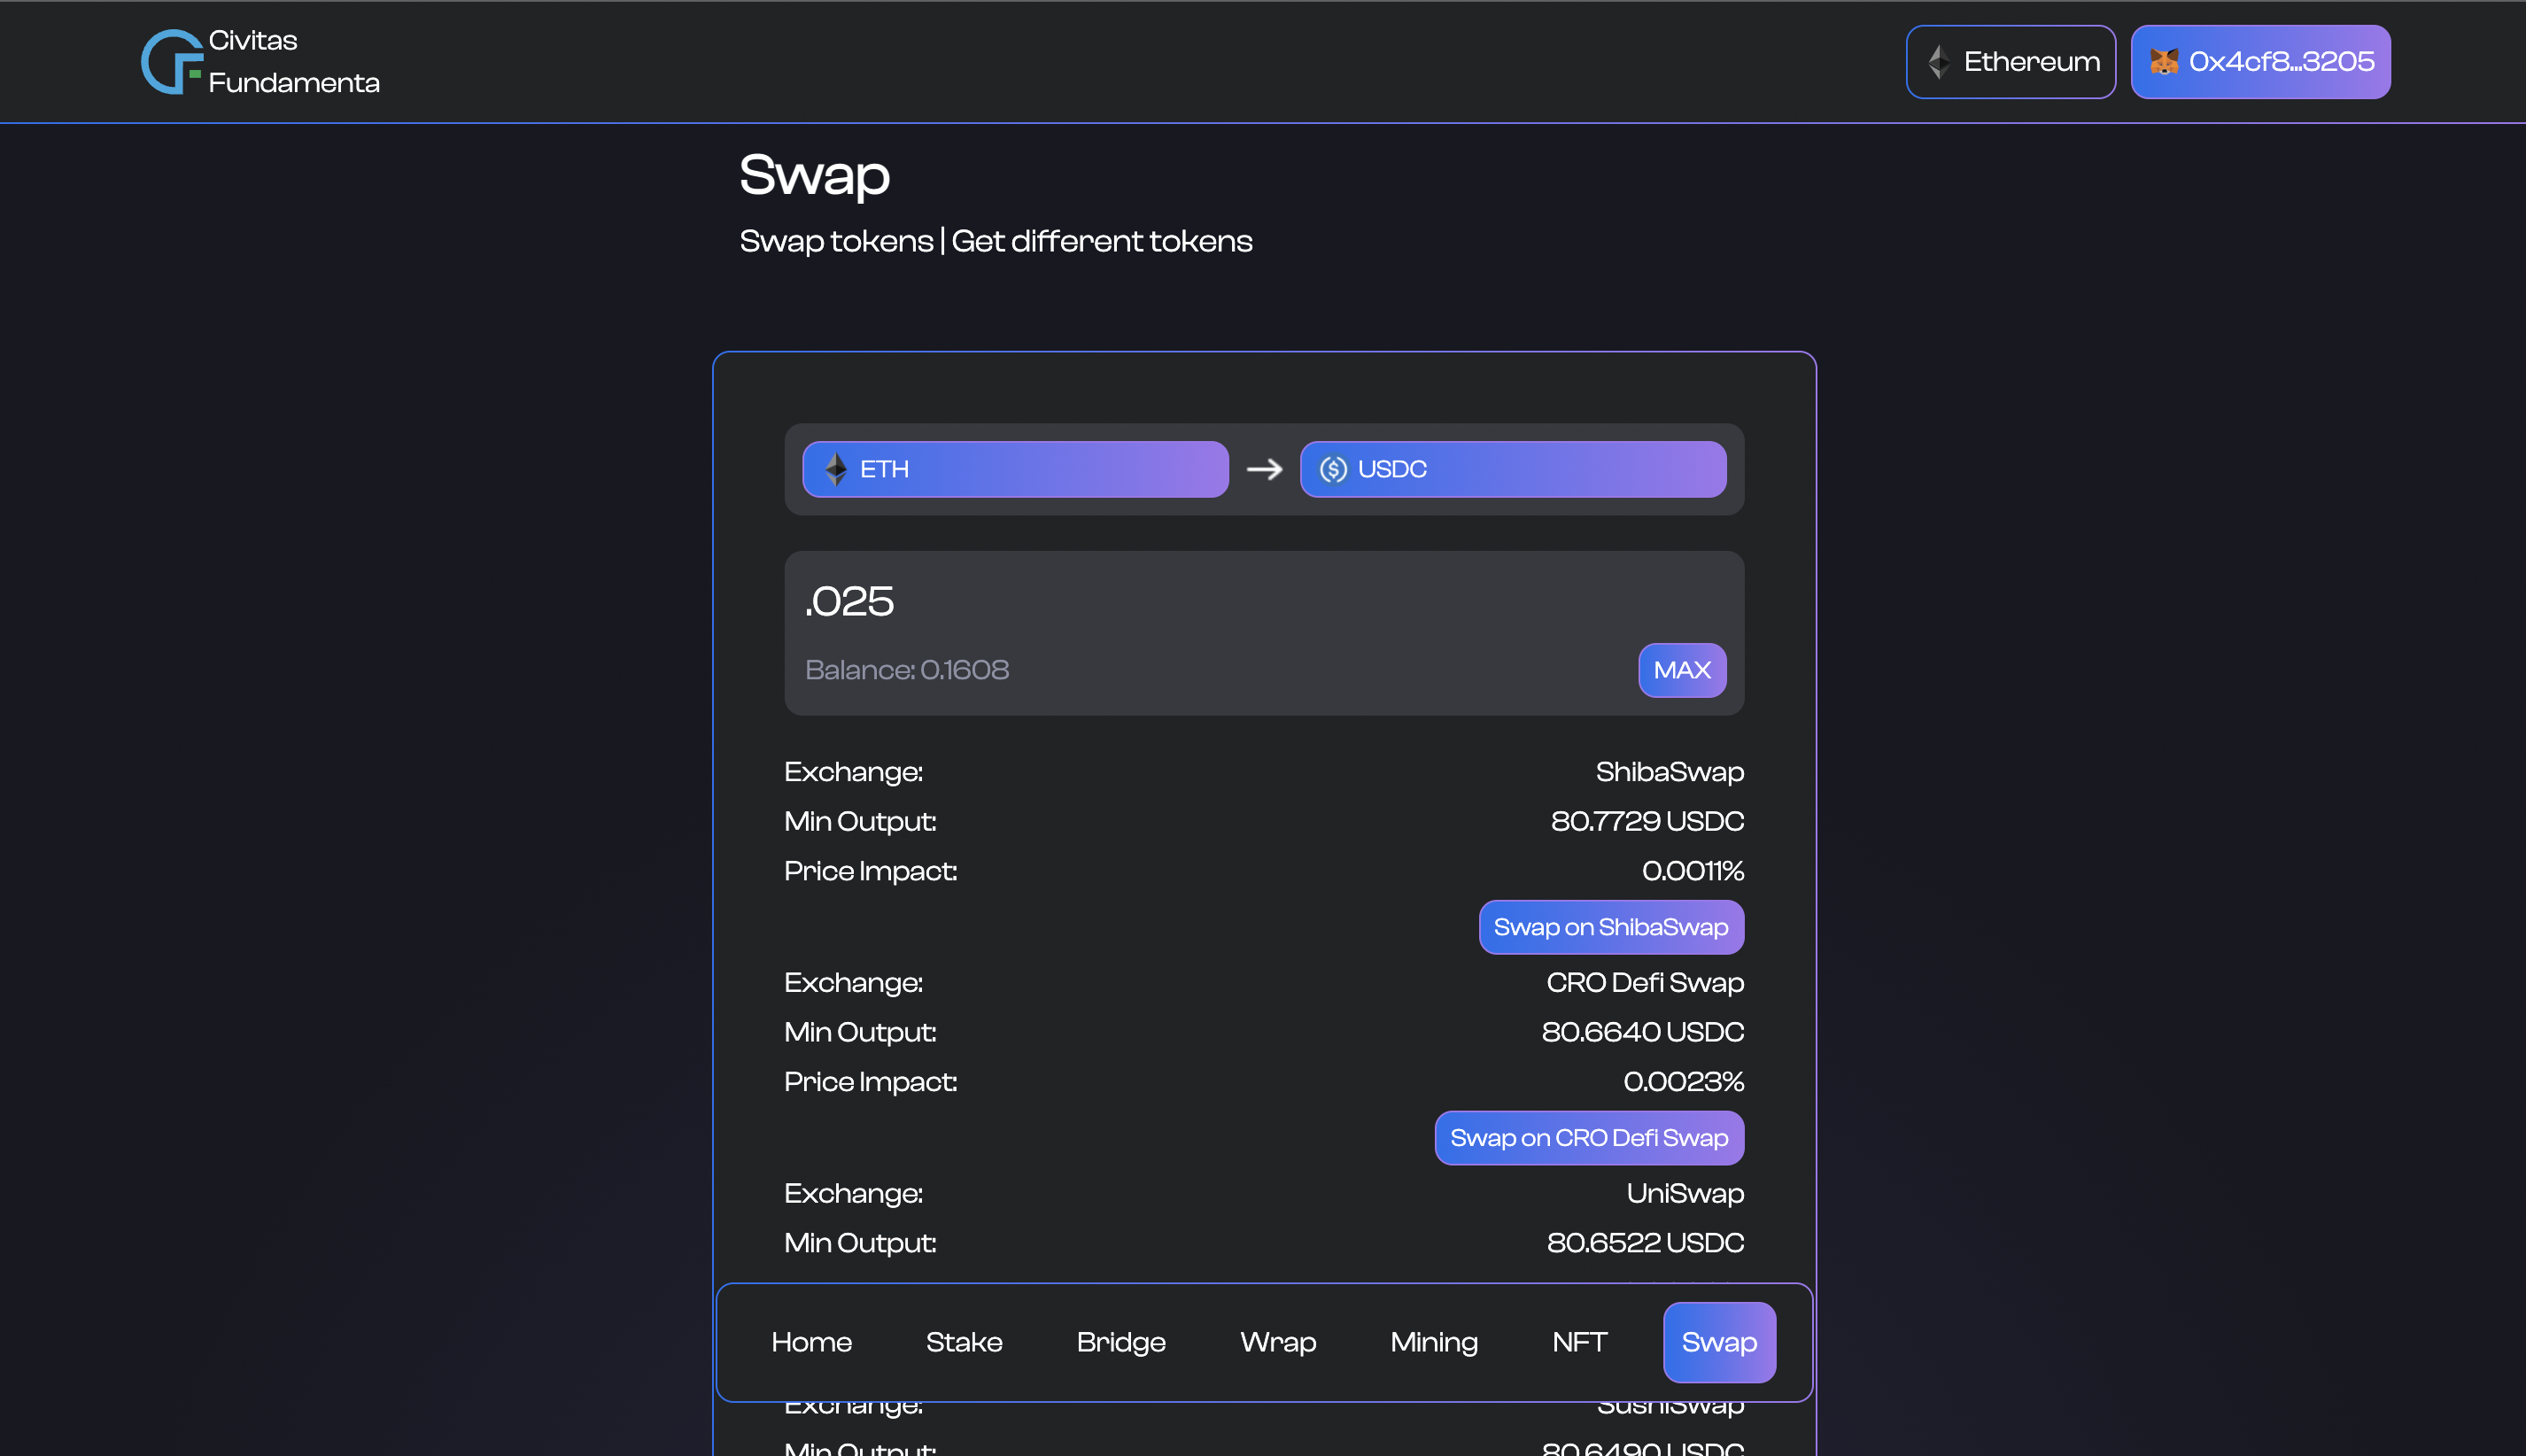 Civitas
Fundamenta
Ethereum
0x4cf8...3205
Swap
Swap tokens | Get different tokens
ETH
USDC
.025
Balance: 0.1608
MAX
Exchange: ShibaSwap
Min Output: 80.7729 USDC
Price Impact: 0.0011%
Swap on ShibaSwap
Exchange: CRO Defi Swap
Min Output: 80.6640 USDC
Price Impact: 0.0023%
Swap on CRO Defi Swap
Exchange: UniSwap
Min Output: 80.6522 USDC
Home Stake Bridge Wrap Mining NFT Swap
Exchange: SushiSwap
Min Output: 80.6490 USDC